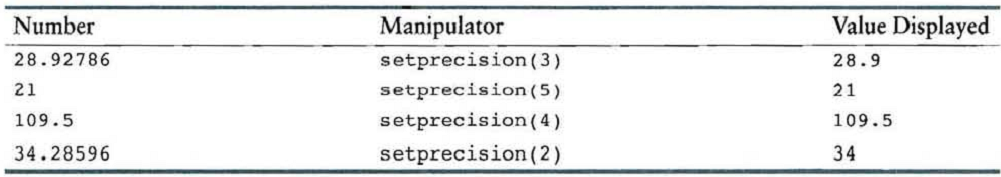 Number Manipulator Value Displayed
28.92786 setprecision(3) 28.9
21 setprecision(5) 21
109.5 setprecision(4) 109.5
34.28596 setprecision(2) 34